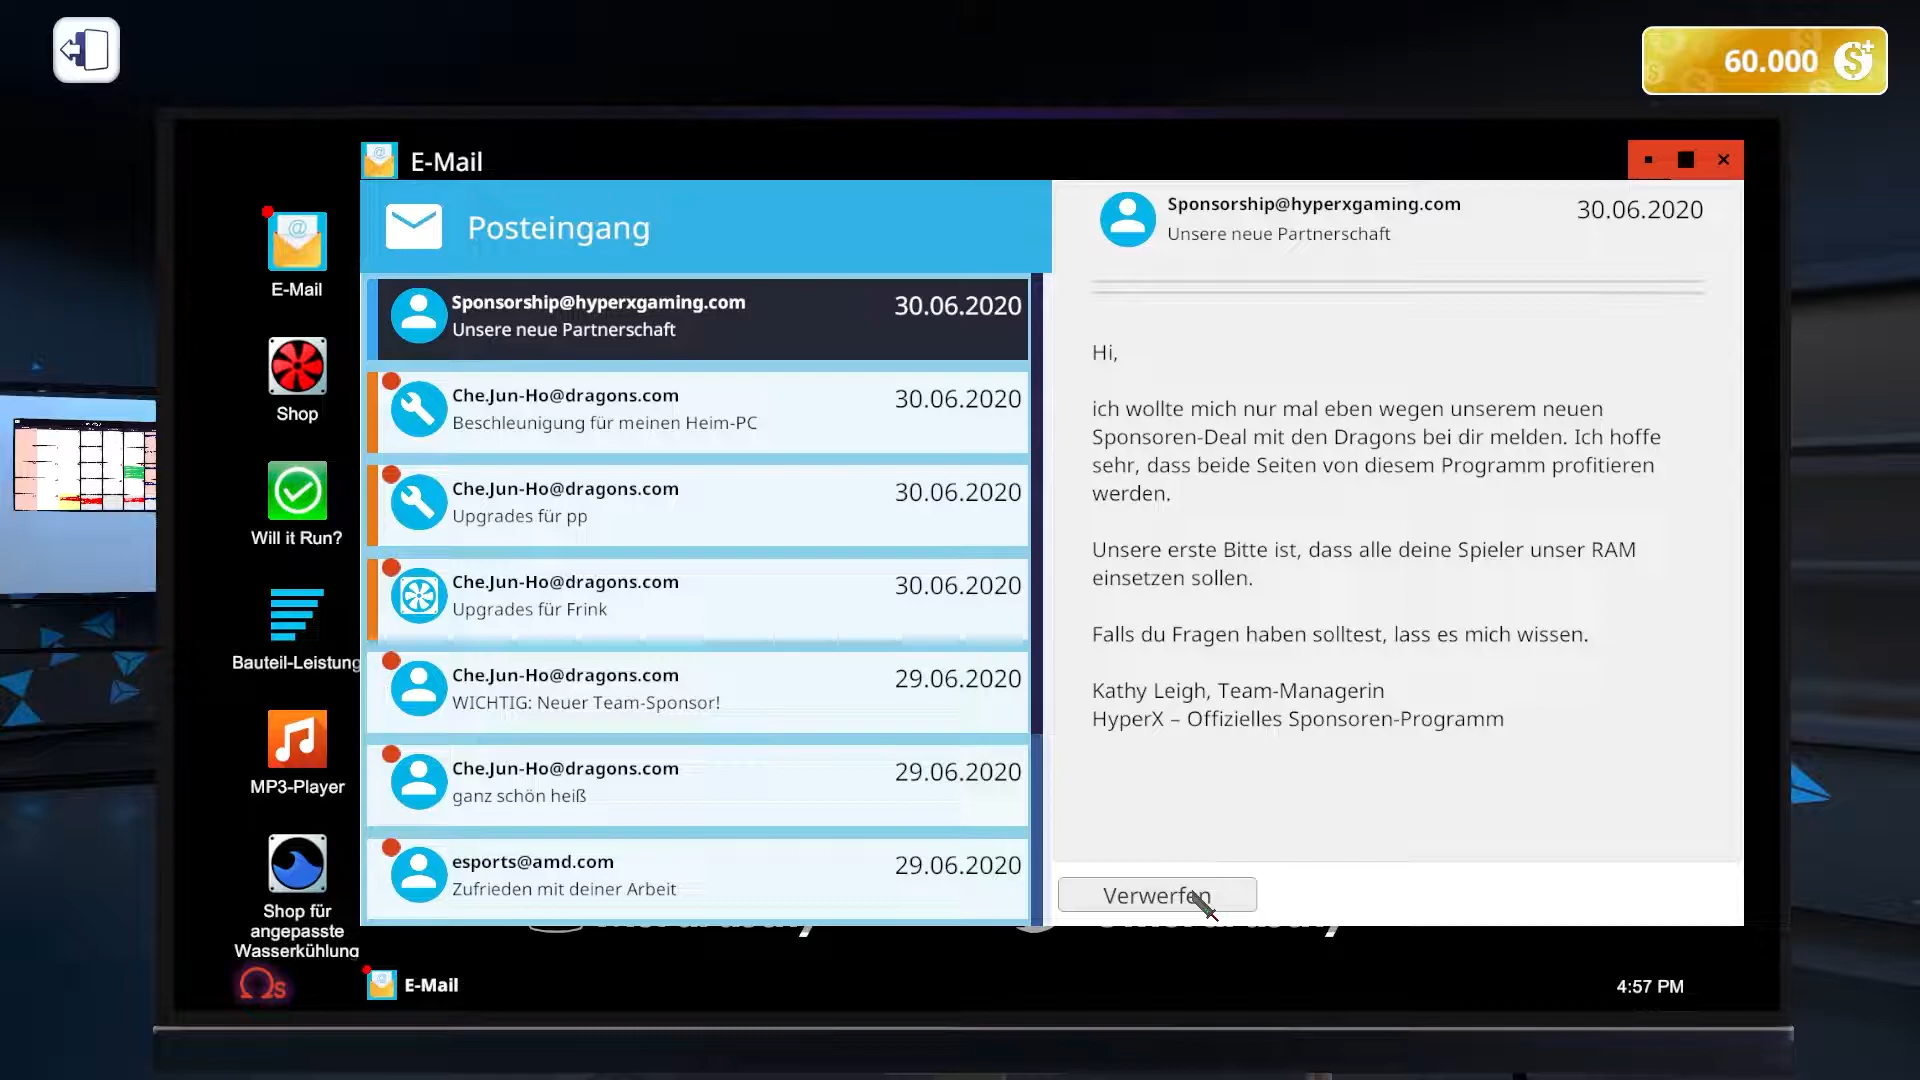 60.000
E-Mail
Posteingang
Sponsorship@hyperxgaming.com
30.06.2020
Unsere neue Partnerschaft
Che.Jun-Ho@dragons.com
30.06.2020
Beschleunigung für meinen Heim-PC
Che.Jun-Ho@dragons.com
30.06.2020
Upgrades für pp
Che.Jun-Ho@dragons.com
30.06.2020
Upgrades für Frink
Che.Jun-Ho@dragons.com
29.06.2020
WICHTIG: Neuer Team-Sponsor!
Che.Jun-Ho@dragons.com
29.06.2020
ganz schön heiß
esports@amd.com
29.06.2020
Zufrieden mit deiner Arbeit
Sponsorship@hyperxgaming.com
30.06.2020
Unsere neue Partnerschaft
Hi,
ich wollte mich nur mal eben wegen unserem neuen
Sponsoren-Deal mit den Dragons bei dir melden. Ich hoffe
sehr, dass beide Seiten von diesem Programm profitieren
werden.
Unsere erste Bitte ist, dass alle deine Spieler unser RAM
einsetzen sollen.
Falls du Fragen haben solltest, lass es mich wissen.
Kathy Leigh, Team-Managerin
HyperX – Offizielles Sponsoren-Programm
Verwerfen
E-Mail
Shop
Will it Run?
Bauteil-Leistung
MP3-Player
Shop für
angepasste
Wasserkühlung
E-Mail
4:57 PM